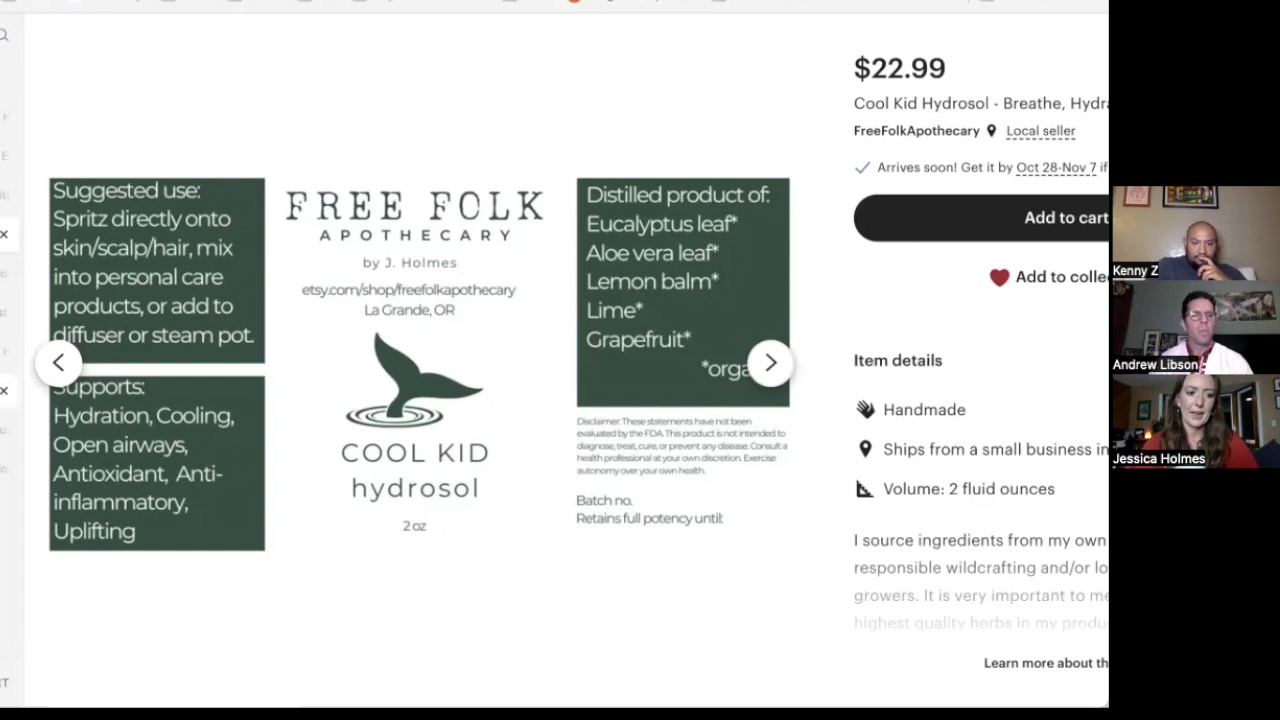 Suggested use:
Spritz directly onto
skin/scalp/hair, mix
into personal care
products, or add to
diffuser or steam pot.
Supports:
Hydration, Cooling,
Open airways,
Antioxidant, Anti-
inflammatory,
Uplifting
FREE FOLK
APOTHECARY
by J. Holmes
etsy.com/shop/freefolkapothecary
La Grande, OR
COOL KID
hydrosol
2 oz
Distilled product of:
Eucalyptus leaf*
Aloe vera leaf*
Lemon balm*
Lime*
Grapefruit*
*orga
Disclaimer: These statements have not been
evaluated by the FDA. This product is not intended to
diagnose, treat, cure, or prevent any disease. Consult a
health professional at your own discretion. Exercise
autonomy over your own health.
Batch no.
Retains full potency until:
$22.99
Cool Kid Hydrosol - Breathe, Hydra
FreeFolkApothecary Local seller
Arrives soon! Get it by Oct 28-Nov 7 if
Add to cart
Add to colle
Item details
Handmade
Ships from a small business in
Volume: 2 fluid ounces
I source ingredients from my own
responsible wildcrafting and/or lo
growers. It is very important to me
highest quality herbs in my produ
Learn more about th
Kenny Z
Andrew Libson
Jessica Holmes